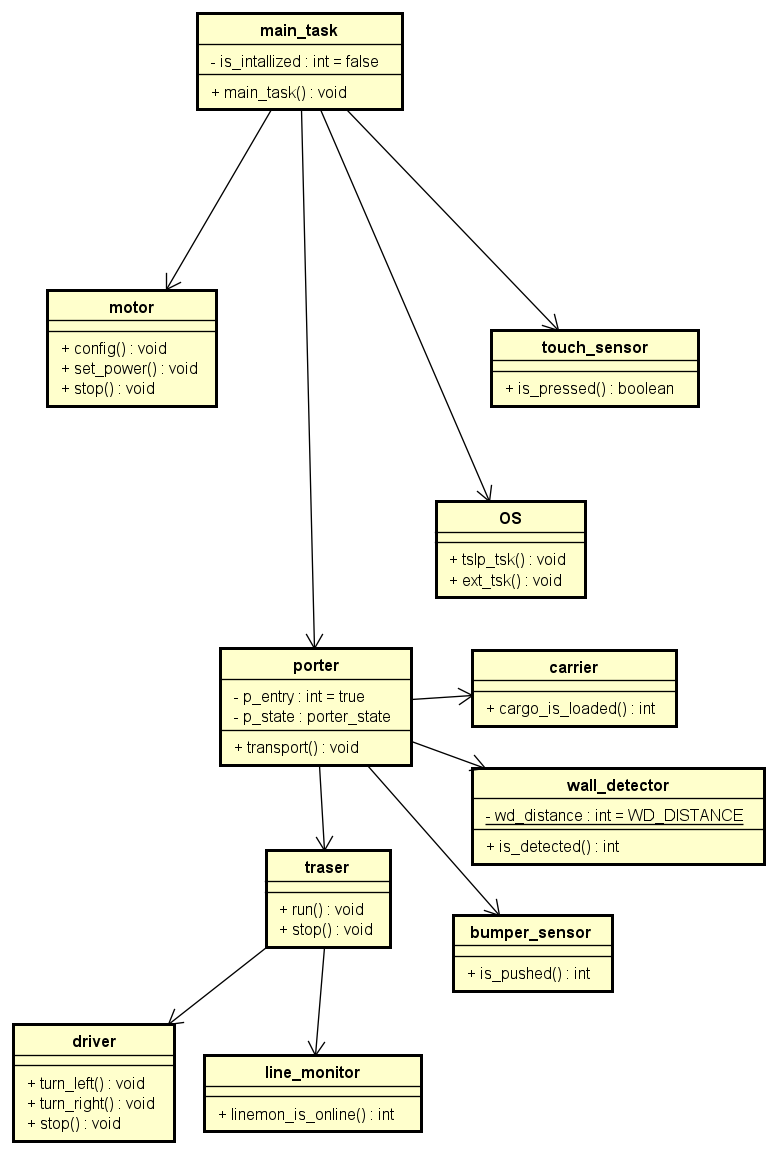 main_task
- is_intallized : int = false
+ main_task() : void
motor
+ config() : void
+ set_power() : void
+ stop() : void
touch_sensor
+ is_pressed() : boolean
OS
+ tslp_tsk() : void
+ ext_tsk() : void
porter
- p_entry : int = true
- p_state : porter_state
+ transport() : void
carrier
+ cargo_is_loaded() : int
wall_detector
- wd_distance : int = WD_DISTANCE
+ is_detected() : int
traser
+ run() : void
+ stop() : void
bumper_sensor
+ is_pushed() : int
driver
+ turn_left() : void
+ turn_right() : void
+ stop() : void
line_monitor
+ linemon_is_online() : int